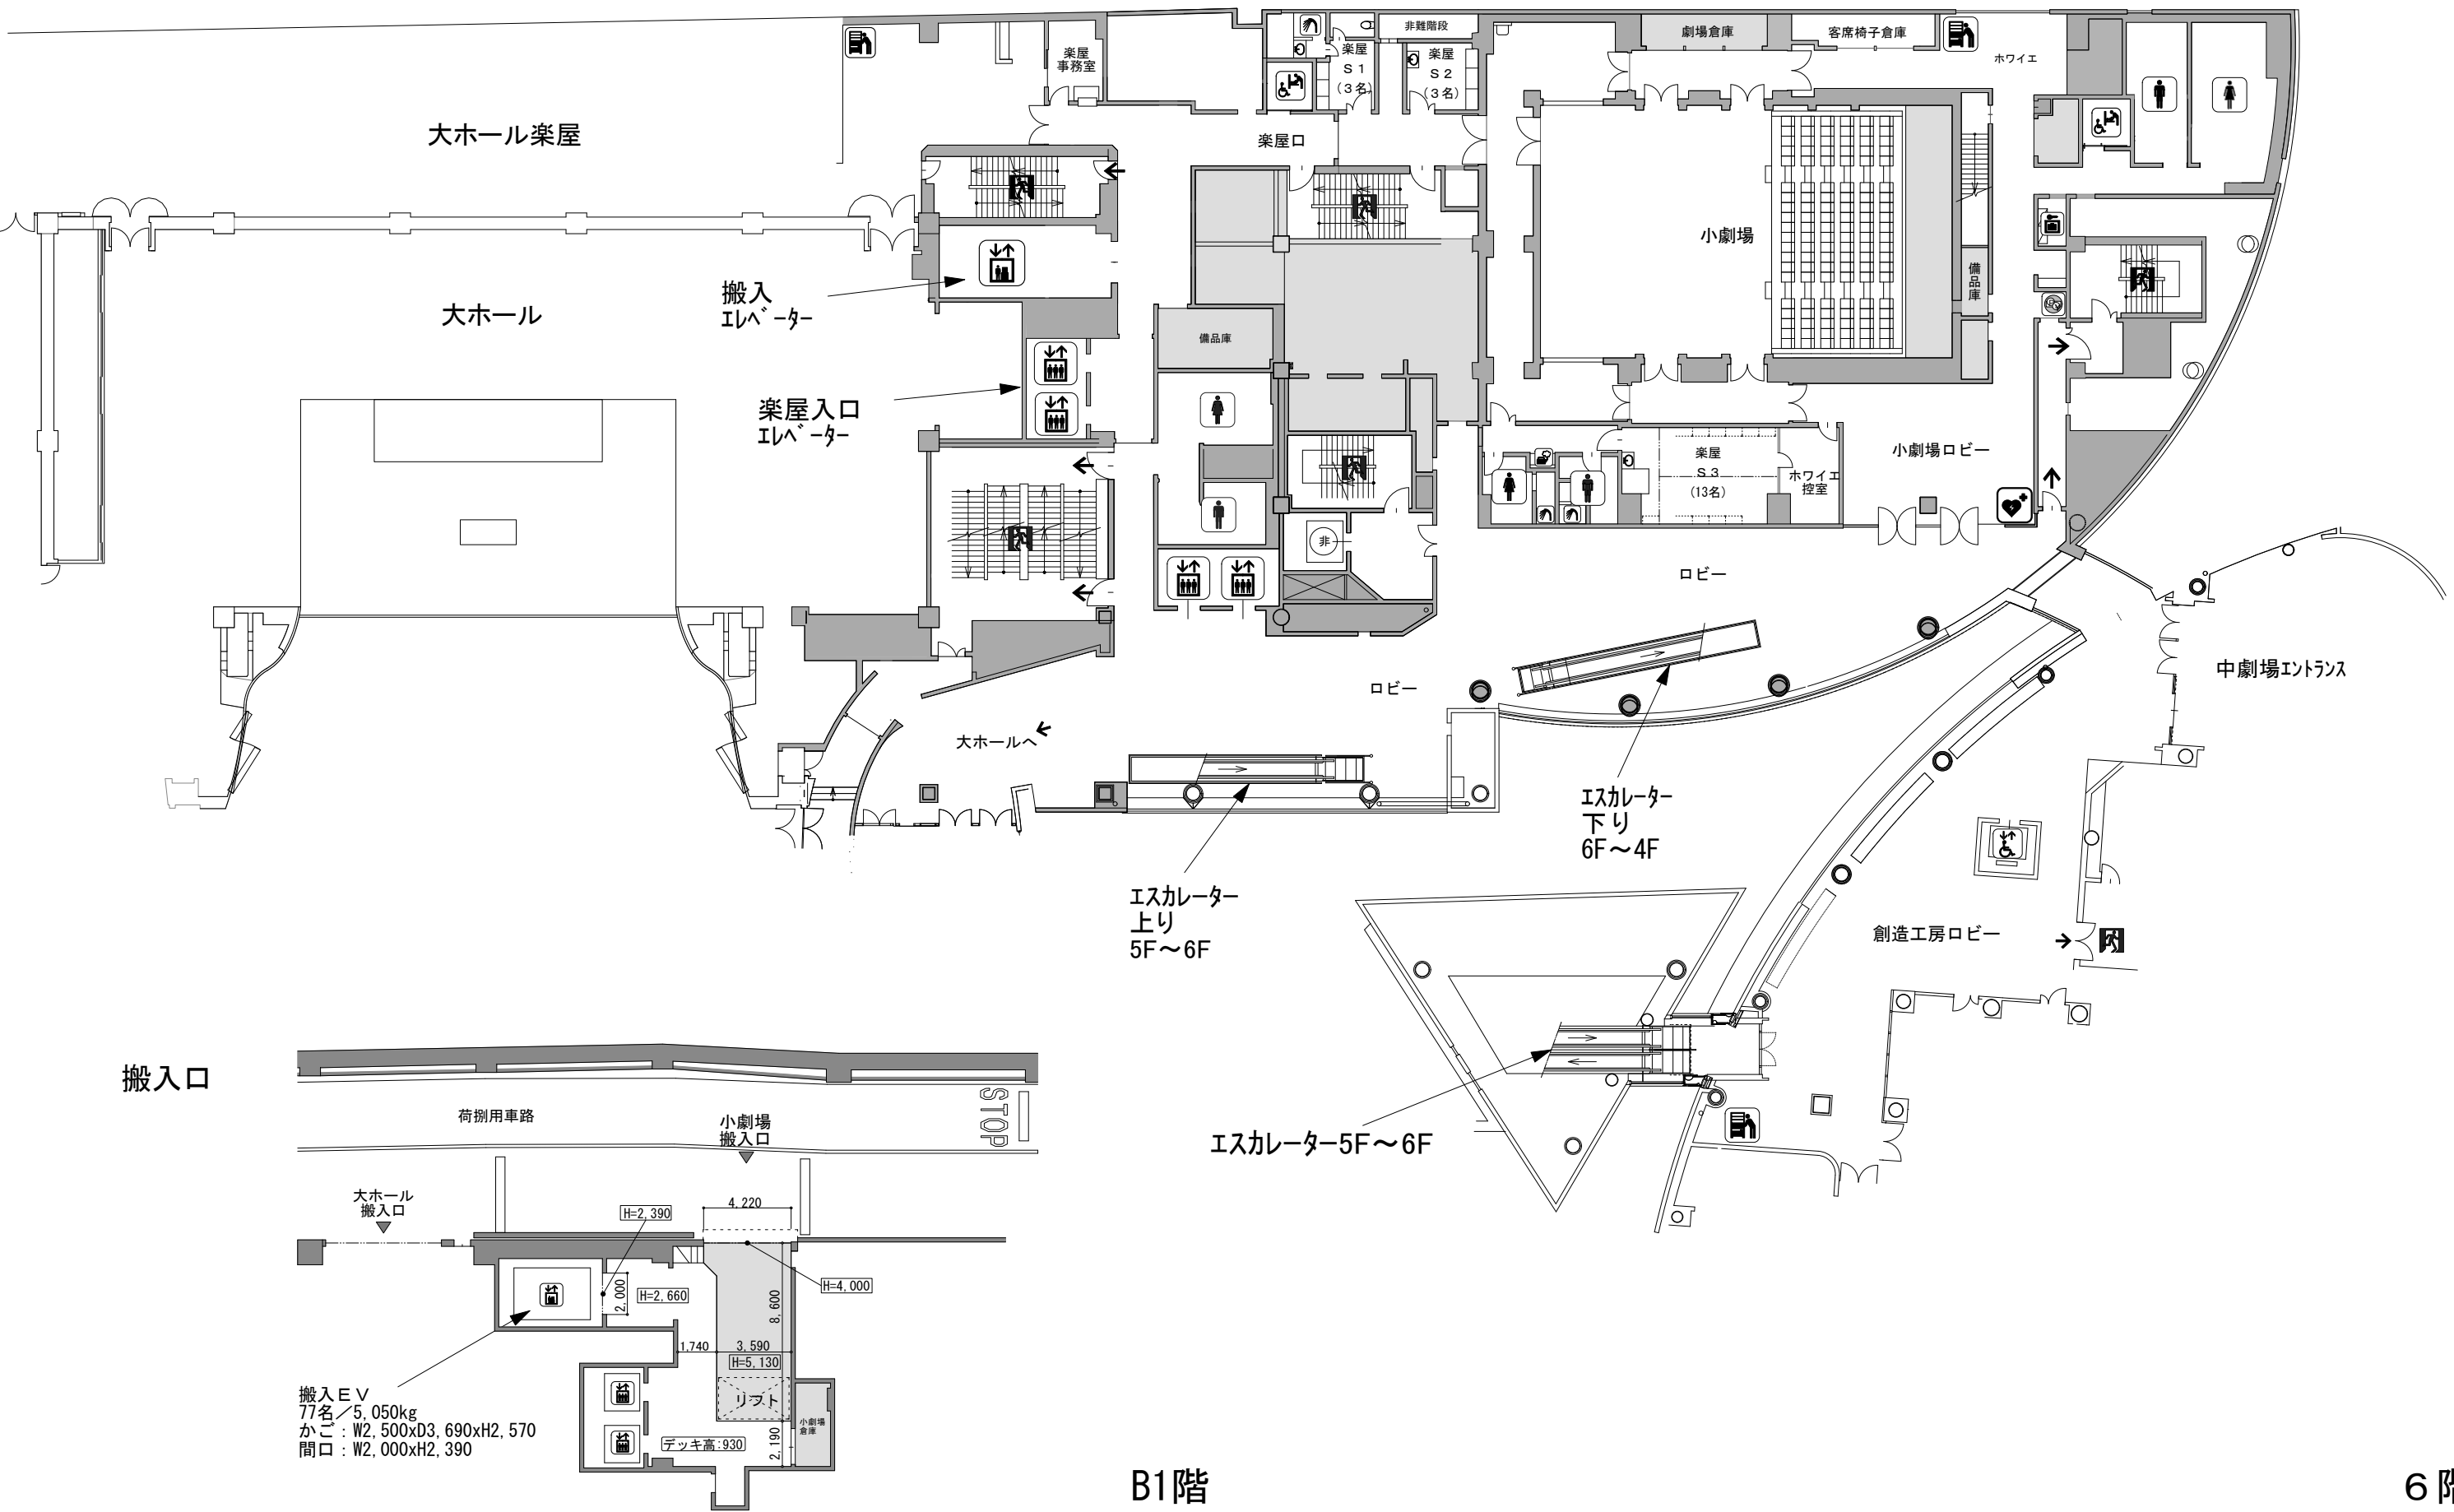 楽屋
事務室
楽屋
S1
(3名)
非難階段
楽屋
S2
(3名)
劇場倉庫
客席椅子倉庫
ホワイエ
大ホール楽屋
楽屋口
小劇場
備品庫
搬入
エレベーター
大ホール
備品庫
楽屋入口
エレベーター
楽屋
S3
(13名)
ホワイエ
控室
小劇場ロビー
非
ロビー
ロビー
中劇場エントランス
大ホールへ
エスカレーター
下り
6F～4F
エスカレーター
上り
5F～6F
創造工房ロビー
エスカレーター5F～6F
搬入口
荷捌用車路
小劇場
搬入口
STOP
大ホール
搬入口
H=2,390
4,220
2,000
H=2,660
8,600
H=4,000
1,740
3,590
H=5,130
リフト
小劇場
倉庫
デッキ高:930
2,190
搬入EV
77名／5,050kg
かご：W2,500xD3,690xH2,570
間口：W2,000xH2,390
B1階
6階